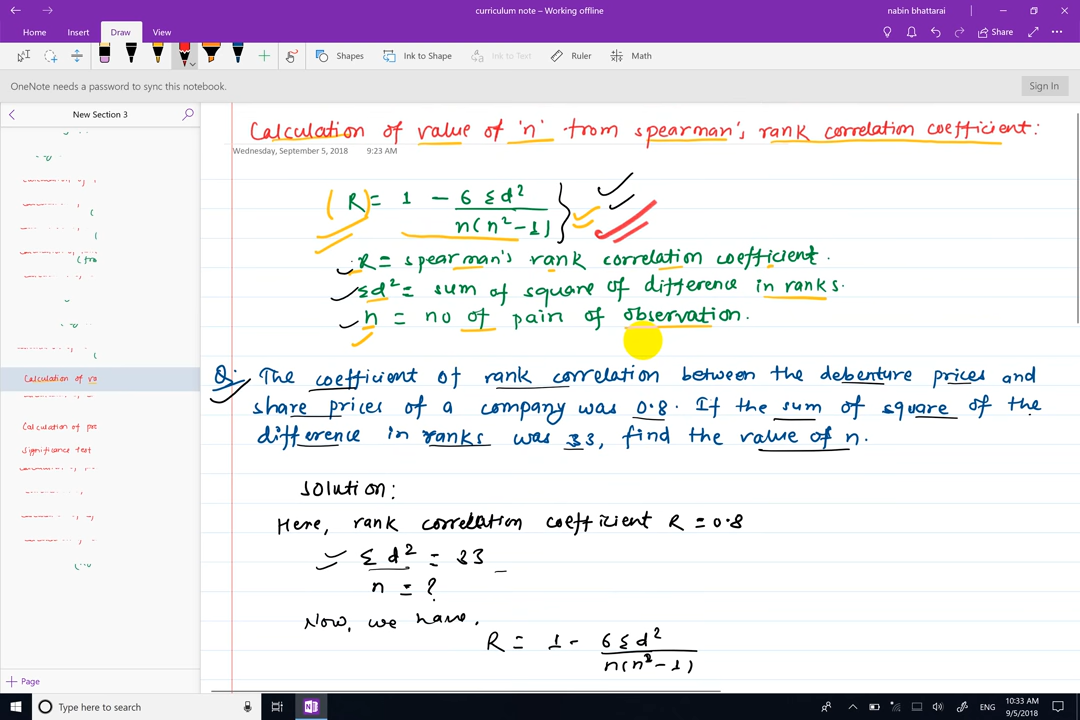 curriculum note – Working offline
nabin bhattarai
Home Insert Draw View
Share
Shapes Ink to Shape Ink to Text Ruler Math
OneNote needs a password to sync this notebook.
Sign In
New Section 3
Calculation of value of 'n' from spearman's rank correlation coefficient:
Wednesday, September 5, 2018 9:23 AM
R = 1 - 6 Σd²
n(n²-1)
R = spearman's rank correlation coefficient.
Σd² = sum of square of difference in ranks.
n = no of pain of observation.
Q: The coefficient of rank correlation between the debenture prices and
share prices of a company was 0.8. If the sum of square of the
difference in ranks was 33, find the value of n.
Solution:
Here, rank correlation coefficient R = 0.8
Σ d² = 33
n = ?
Now, we have,
R = 1 - 6 Σd²
n(n²-1)
Calculation of vo
Calculation of pre
Significance test
+ Page
Type here to search
ENG
10:33 AM
9/5/2018